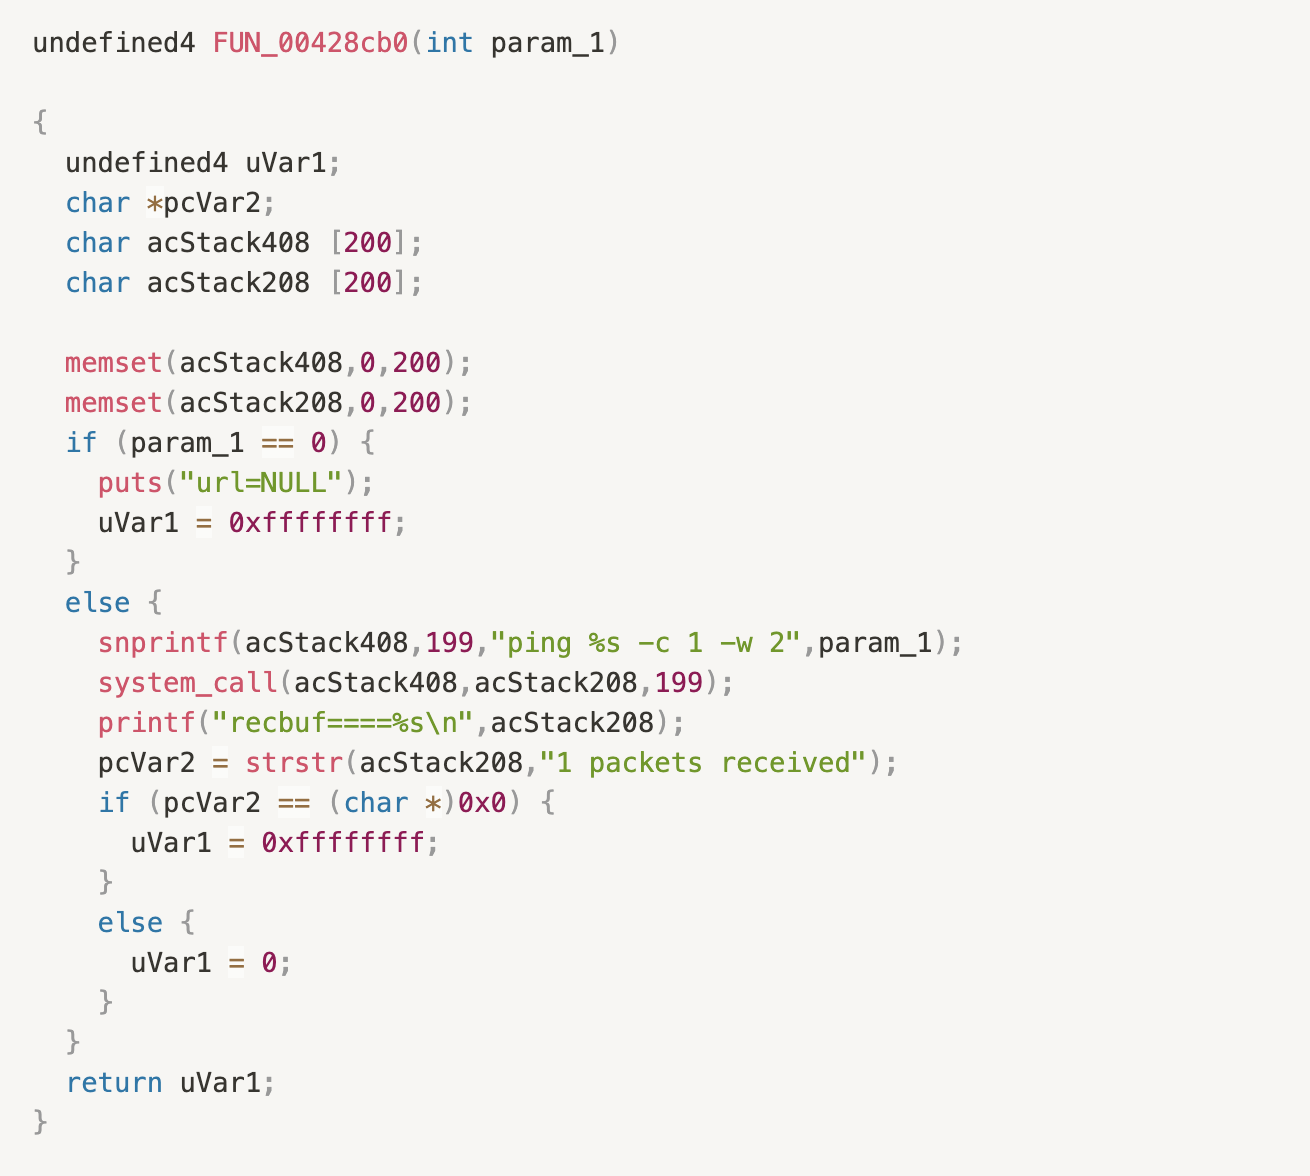 undefined4 FUN_00428cb0(int param_1)
{
undefined4 uVar1;
char *pcVar2;
char acStack408 [200];
char acStack208 [200];
memset(acStack408,0,200);
memset(acStack208,0,200);
if (param_1 == 0) {
puts("url=NULL");
uVar1 = 0xffffffff;
}
else {
snprintf(acStack408,199,"ping %s -c 1 -w 2",param_1);
system_call(acStack408,acStack208,199);
printf("recbuf====%s\n",acStack208);
pcVar2 = strstr(acStack208,"1 packets received");
if (pcVar2 == (char *)0x0) {
uVar1 = 0xffffffff;
}
else {
uVar1 = 0;
}
}
return uVar1;
}